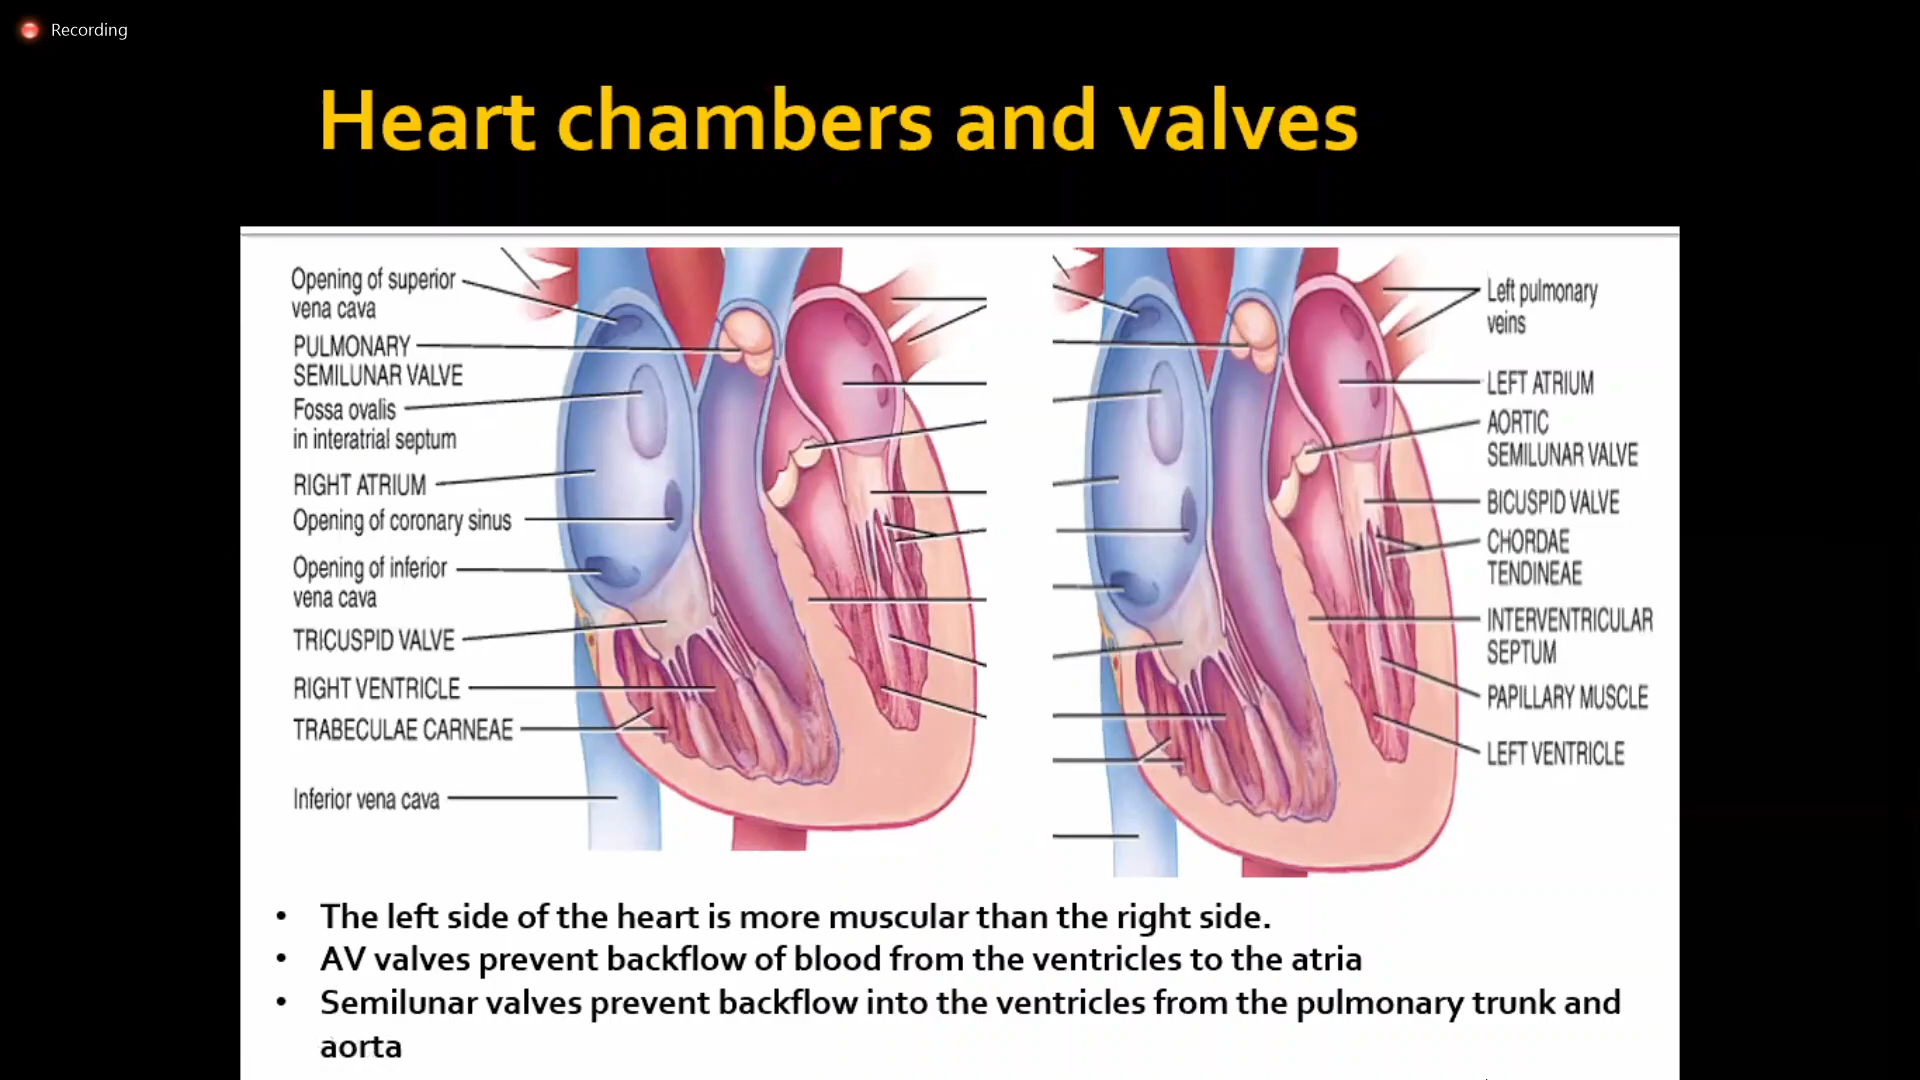 Recording
Heart chambers and valves
Opening of superior
vena cava
PULMONARY
SEMILUNAR VALVE
Fossa ovalis
in interatrial septum
RIGHT ATRIUM
Opening of coronary sinus
Opening of inferior
vena cava
TRICUSPID VALVE
RIGHT VENTRICLE
TRABECULAE CARNEAE
Inferior vena cava
Left pulmonary
veins
LEFT ATRIUM
AORTIC
SEMILUNAR VALVE
BICUSPID VALVE
CHORDAE
TENDINEAE
INTERVENTRICULAR
SEPTUM
PAPILLARY MUSCLE
LEFT VENTRICLE
• The left side of the heart is more muscular than the right side.
• AV valves prevent backflow of blood from the ventricles to the atria
• Semilunar valves prevent backflow into the ventricles from the pulmonary trunk and
aorta